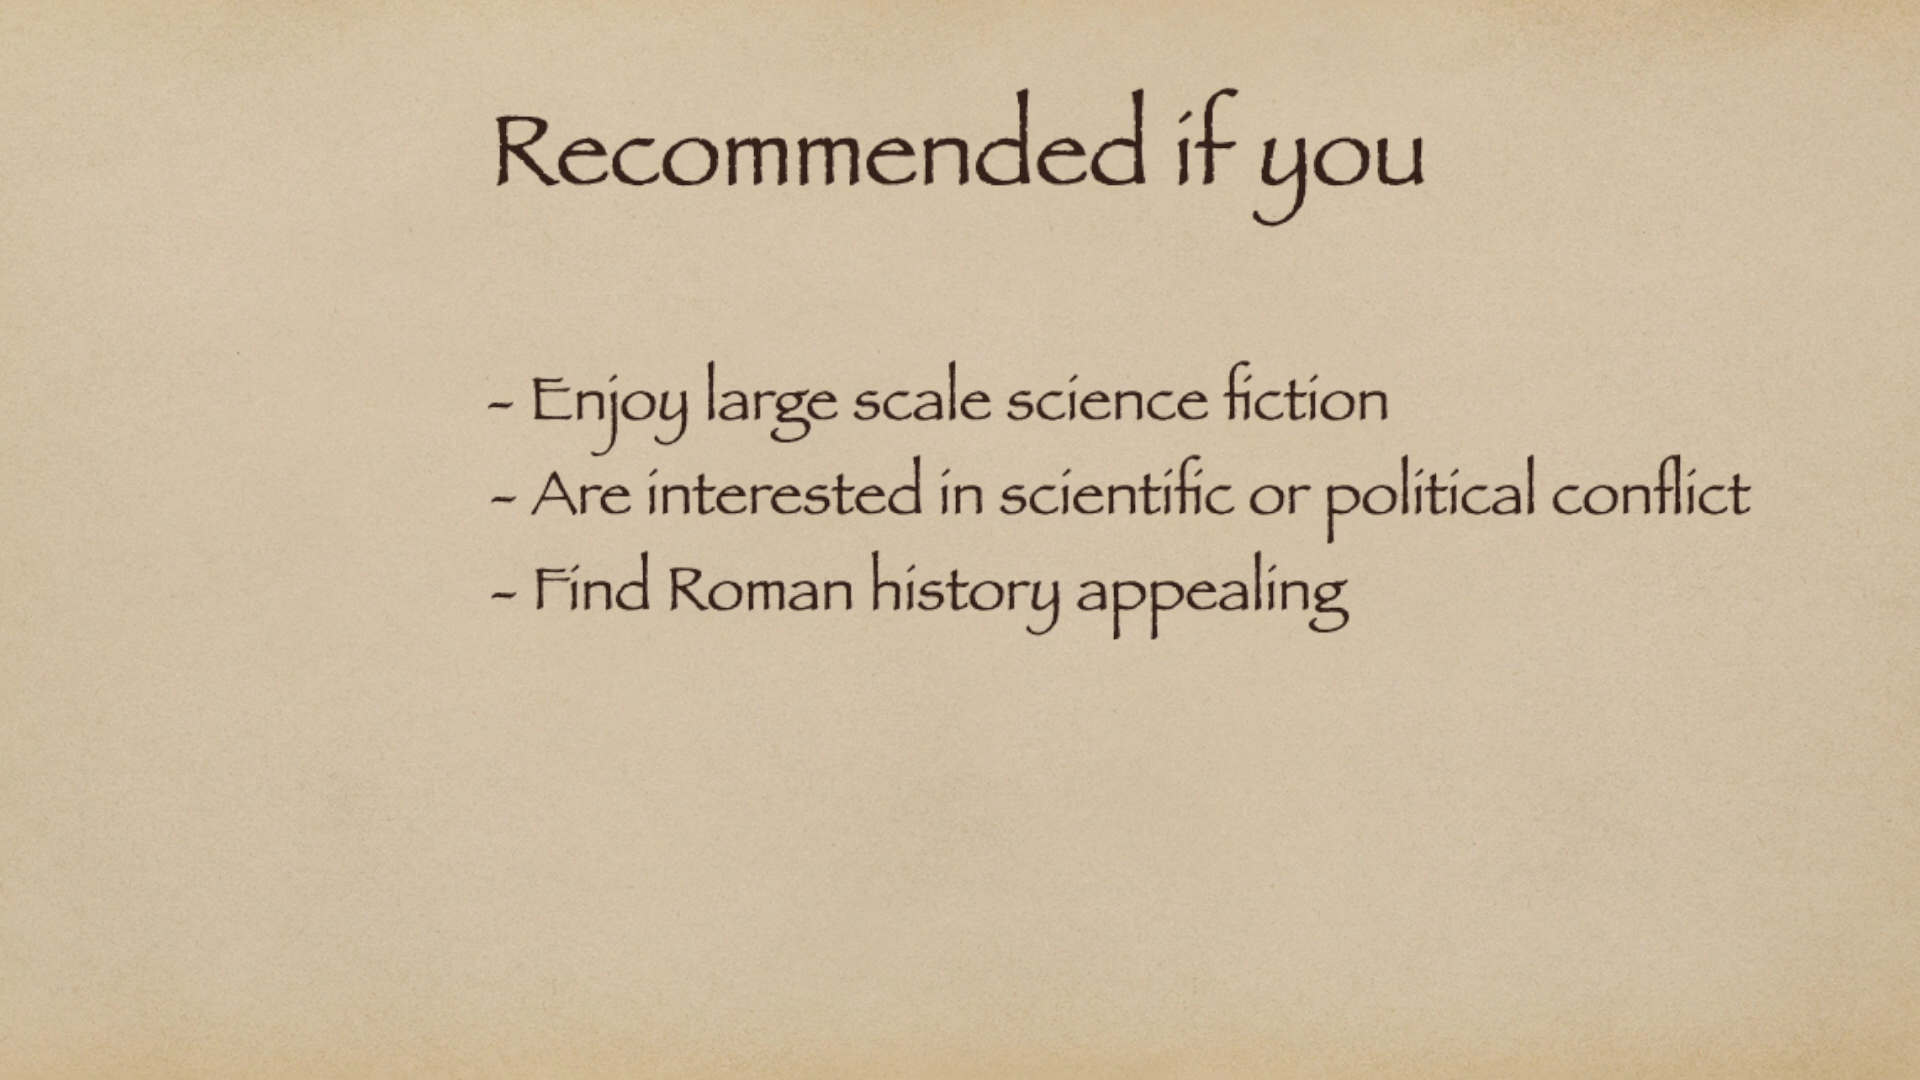 Recommended if you
- Enjoy large scale science fiction
- Are interested in scientific or political conflict
- Find Roman history appealing